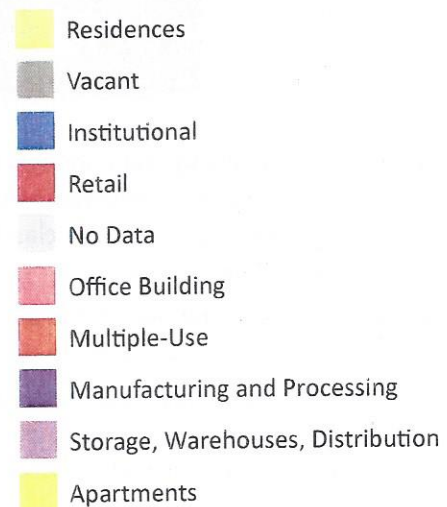 Residences
Vacant
Institutional
Retail
No Data
Office Building
Multiple-Use
Manufacturing and Processing
Storage, Warehouses, Distribution
Apartments